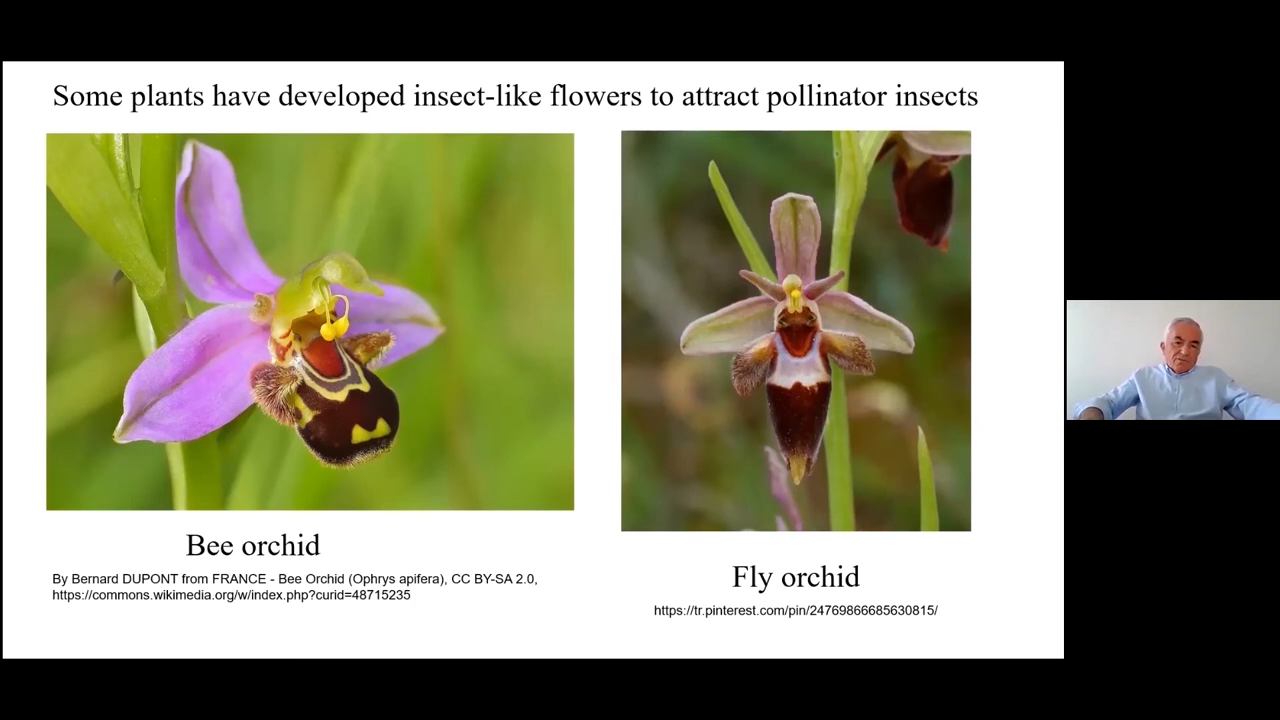 Some plants have developed insect-like flowers to attract pollinator insects
Bee orchid
By Bernard DUPONT from FRANCE - Bee Orchid (Ophrys apifera), CC BY-SA 2.0,
https://commons.wikimedia.org/w/index.php?curid=48715235
Fly orchid
https://tr.pinterest.com/pin/24769866685630815/